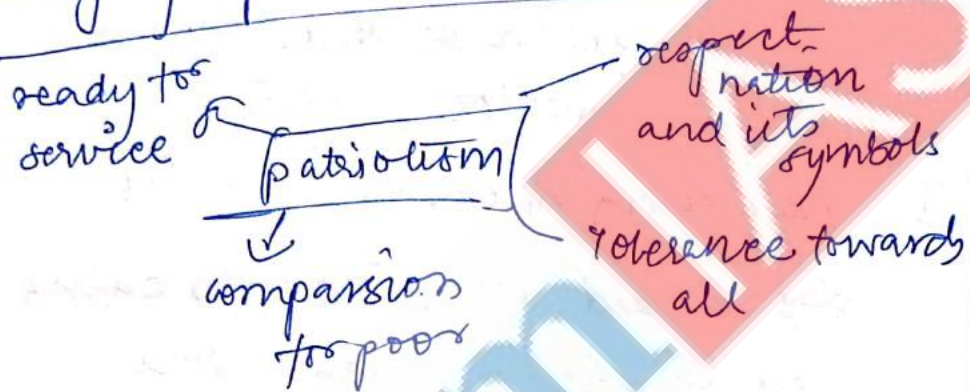 ready to
service
patriotism
respect
nation
and its
symbols
Tolerance towards
all
compassion
for poor